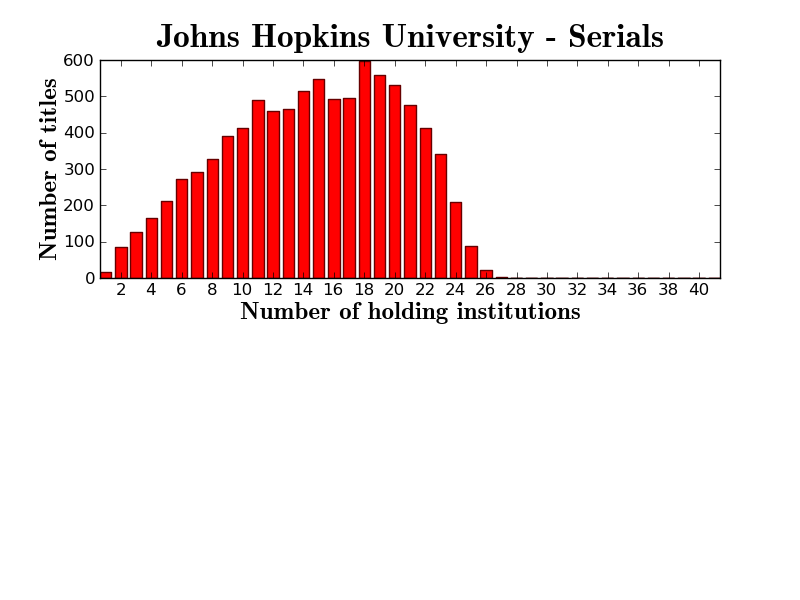 Johns Hopkins University - Serials
Number of titles
600
500
400
300
200
100
0
2 4 6 8 10 12 14 16 18 20 22 24 26 28 30 32 34 36 38 40
Number of holding institutions